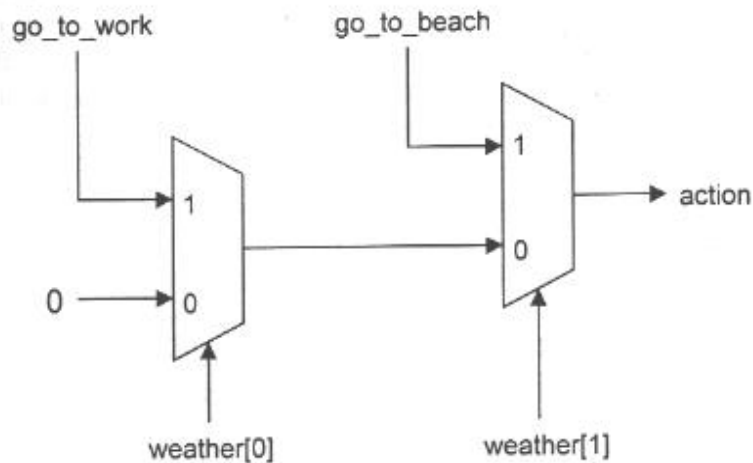 go_to_work
go_to_beach
1
1
action
0
0
0
weather[0]
weather[1]